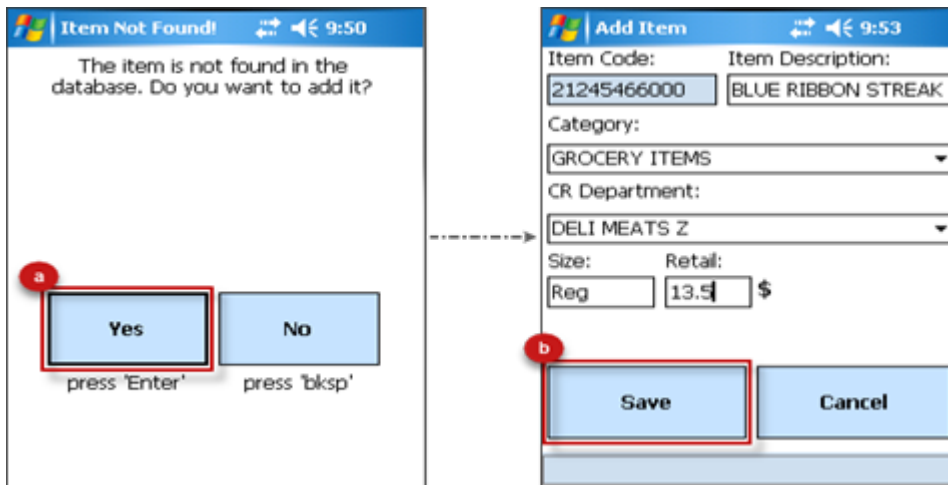 Item Not Found! 9:50
The item is not found in the
database. Do you want to add it?
a
Yes No
press 'Enter' press 'bksp'
Add Item 9:53
Item Code: Item Description:
21245466000 BLUE RIBBON STREAK
Category:
GROCERY ITEMS
CR Department:
DELI MEATS Z
Size: Retail:
Reg 13.5 $
b
Save Cancel